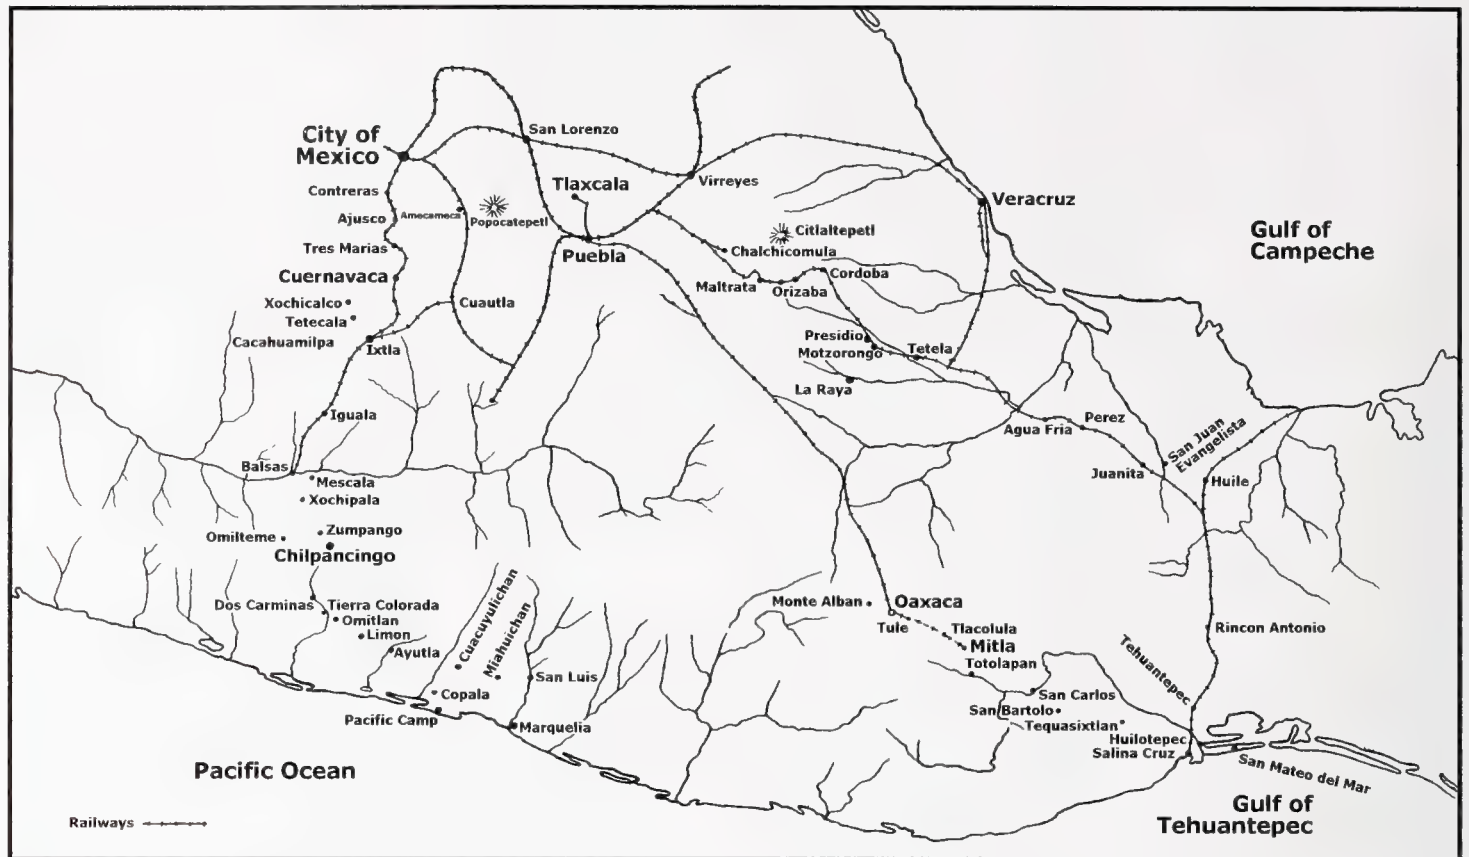 City of
Mexico
San Lorenzo
Contreras
Tlaxcala
Virreyes
Ajusco
Amecameca
Popocatepetl
Veracruz
Tres Marias
Puebla
Chalchicomula
Citlaltepetl
Gulf of
Campeche
Cuernavaca
Maltrata
Orizaba
Cordoba
Xochicalco
Cuautla
Tetecala
Cacahuamilpa
Ixtla
Presidio
Motzorongo
Tetela
La Raya
Iguala
Agua Fria
Perez
San Juan
Evangelista
Balsas
Mescala
Juanita
Huile
Xochipala
Omilteme
Zumpango
Chilpancingo
Dos Carminas
Tierra Colorada
Omitlan
Limon
Ayutla
Cuacuyulichan
Miahuichan
Monte Alban
Oaxaca
Tule
Tlacolula
Mitla
Totolapan
Rincon Antonio
Tehuantepec
San Luis
Copala
San Carlos
Pacific Camp
Marquelia
San Bartolo
Tequasixtlan
Huilotepec
Salina Cruz
San Mateo del Mar
Pacific Ocean
Gulf of
Tehuantepec
Railways